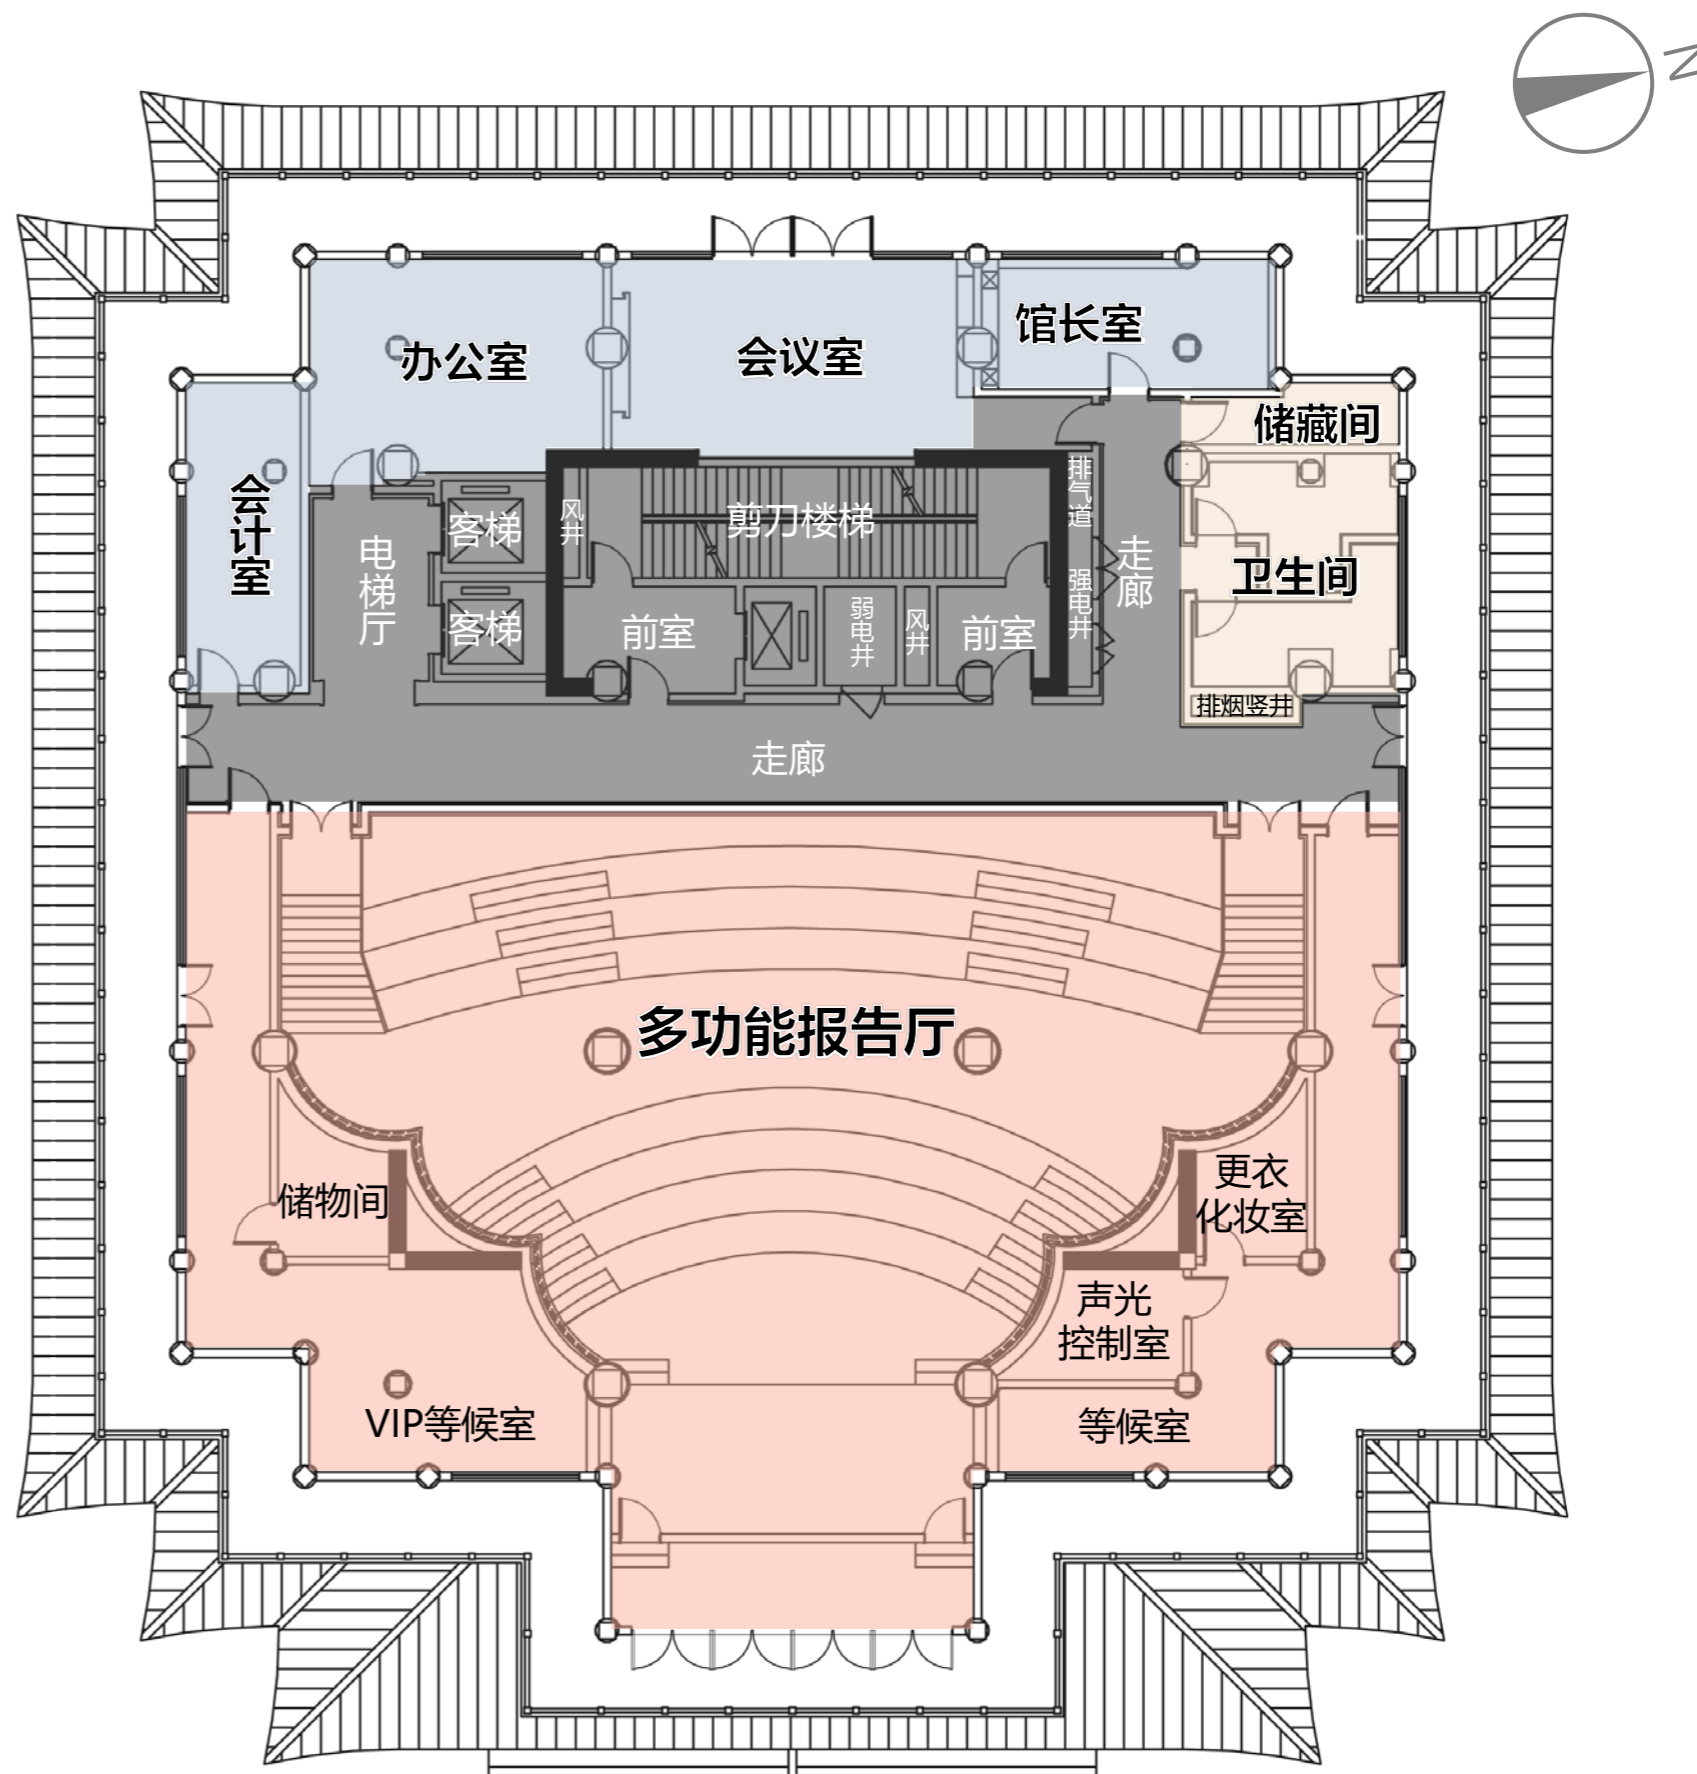 N
馆长室
办公室
会议室
储藏间
会计室
排气道
风井
剪刀楼梯
客梯
电梯厅
走廊
强电井
卫生间
客梯
前室
弱电井
风井
前室
排烟竖井
走廊
多功能报告厅
储物间
更衣
化妆室
声光
控制室
VIP等候室
等候室